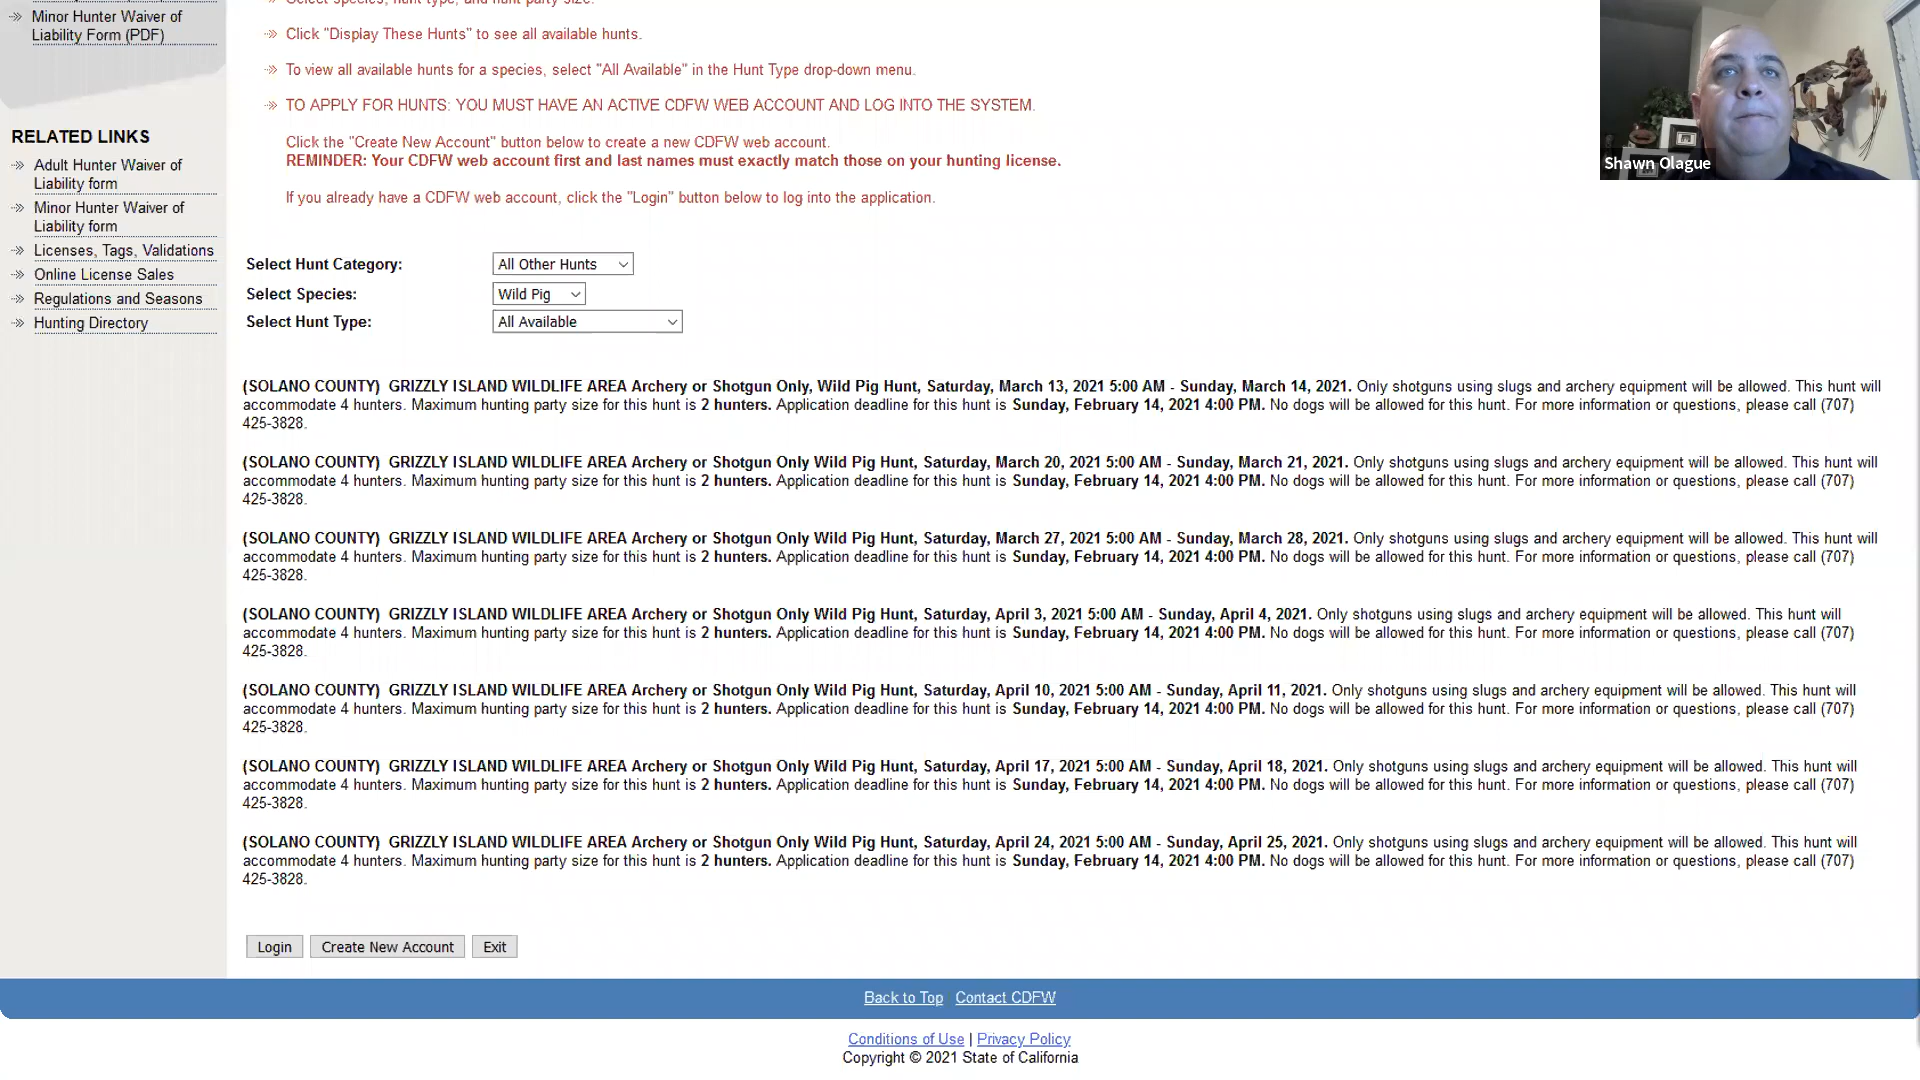 Minor Hunter Waiver of
Liability Form (PDF)
RELATED LINKS
Adult Hunter Waiver of
Liability form
Minor Hunter Waiver of
Liability form
Licenses, Tags, Validations
Online License Sales
Regulations and Seasons
Hunting Directory
Select species, hunt type, and hunt party size.
Click "Display These Hunts" to see all available hunts.
To view all available hunts for a species, select "All Available" in the Hunt Type drop-down menu.
TO APPLY FOR HUNTS: YOU MUST HAVE AN ACTIVE CDFW WEB ACCOUNT AND LOG INTO THE SYSTEM.
Click the "Create New Account" button below to create a new CDFW web account.
REMINDER: Your CDFW web account first and last names must exactly match those on your hunting license.
If you already have a CDFW web account, click the "Login" button below to log into the application.
Shawn Olague
Select Hunt Category: All Other Hunts
Select Species: Wild Pig
Select Hunt Type: All Available
(SOLANO COUNTY) GRIZZLY ISLAND WILDLIFE AREA Archery or Shotgun Only, Wild Pig Hunt, Saturday, March 13, 2021 5:00 AM - Sunday, March 14, 2021. Only shotguns using slugs and archery equipment will be allowed. This hunt will
accommodate 4 hunters. Maximum hunting party size for this hunt is 2 hunters. Application deadline for this hunt is Sunday, February 14, 2021 4:00 PM. No dogs will be allowed for this hunt. For more information or questions, please call (707)
425-3828.
(SOLANO COUNTY) GRIZZLY ISLAND WILDLIFE AREA Archery or Shotgun Only Wild Pig Hunt, Saturday, March 20, 2021 5:00 AM - Sunday, March 21, 2021. Only shotguns using slugs and archery equipment will be allowed. This hunt will
accommodate 4 hunters. Maximum hunting party size for this hunt is 2 hunters. Application deadline for this hunt is Sunday, February 14, 2021 4:00 PM. No dogs will be allowed for this hunt. For more information or questions, please call (707)
425-3828.
(SOLANO COUNTY) GRIZZLY ISLAND WILDLIFE AREA Archery or Shotgun Only Wild Pig Hunt, Saturday, March 27, 2021 5:00 AM - Sunday, March 28, 2021. Only shotguns using slugs and archery equipment will be allowed. This hunt will
accommodate 4 hunters. Maximum hunting party size for this hunt is 2 hunters. Application deadline for this hunt is Sunday, February 14, 2021 4:00 PM. No dogs will be allowed for this hunt. For more information or questions, please call (707)
425-3828.
(SOLANO COUNTY) GRIZZLY ISLAND WILDLIFE AREA Archery or Shotgun Only Wild Pig Hunt, Saturday, April 3, 2021 5:00 AM - Sunday, April 4, 2021. Only shotguns using slugs and archery equipment will be allowed. This hunt will
accommodate 4 hunters. Maximum hunting party size for this hunt is 2 hunters. Application deadline for this hunt is Sunday, February 14, 2021 4:00 PM. No dogs will be allowed for this hunt. For more information or questions, please call (707)
425-3828.
(SOLANO COUNTY) GRIZZLY ISLAND WILDLIFE AREA Archery or Shotgun Only Wild Pig Hunt, Saturday, April 10, 2021 5:00 AM - Sunday, April 11, 2021. Only shotguns using slugs and archery equipment will be allowed. This hunt will
accommodate 4 hunters. Maximum hunting party size for this hunt is 2 hunters. Application deadline for this hunt is Sunday, February 14, 2021 4:00 PM. No dogs will be allowed for this hunt. For more information or questions, please call (707)
425-3828.
(SOLANO COUNTY) GRIZZLY ISLAND WILDLIFE AREA Archery or Shotgun Only Wild Pig Hunt, Saturday, April 17, 2021 5:00 AM - Sunday, April 18, 2021. Only shotguns using slugs and archery equipment will be allowed. This hunt will
accommodate 4 hunters. Maximum hunting party size for this hunt is 2 hunters. Application deadline for this hunt is Sunday, February 14, 2021 4:00 PM. No dogs will be allowed for this hunt. For more information or questions, please call (707)
425-3828.
(SOLANO COUNTY) GRIZZLY ISLAND WILDLIFE AREA Archery or Shotgun Only Wild Pig Hunt, Saturday, April 24, 2021 5:00 AM - Sunday, April 25, 2021. Only shotguns using slugs and archery equipment will be allowed. This hunt will
accommodate 4 hunters. Maximum hunting party size for this hunt is 2 hunters. Application deadline for this hunt is Sunday, February 14, 2021 4:00 PM. No dogs will be allowed for this hunt. For more information or questions, please call (707)
425-3828.
Login Create New Account Exit
Back to Top Contact CDFW
Conditions of Use | Privacy Policy
Copyright © 2021 State of California